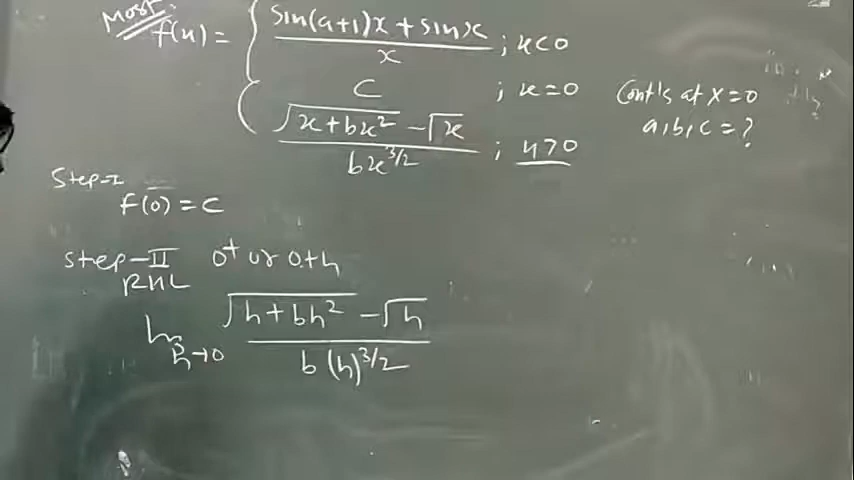 Most:
f(x) = { sin(a+1)x + sinx / x ; x<0
C ; x=0
√x+bx² - √x / bx^3/2 ; x>0
Cont's at x=0
a, b, c = ?
Step-I
f(0) = C
Step-II 0⁺ or 0+h
RHL
lim h→0 √h+bh² - √h / b(h)^3/2